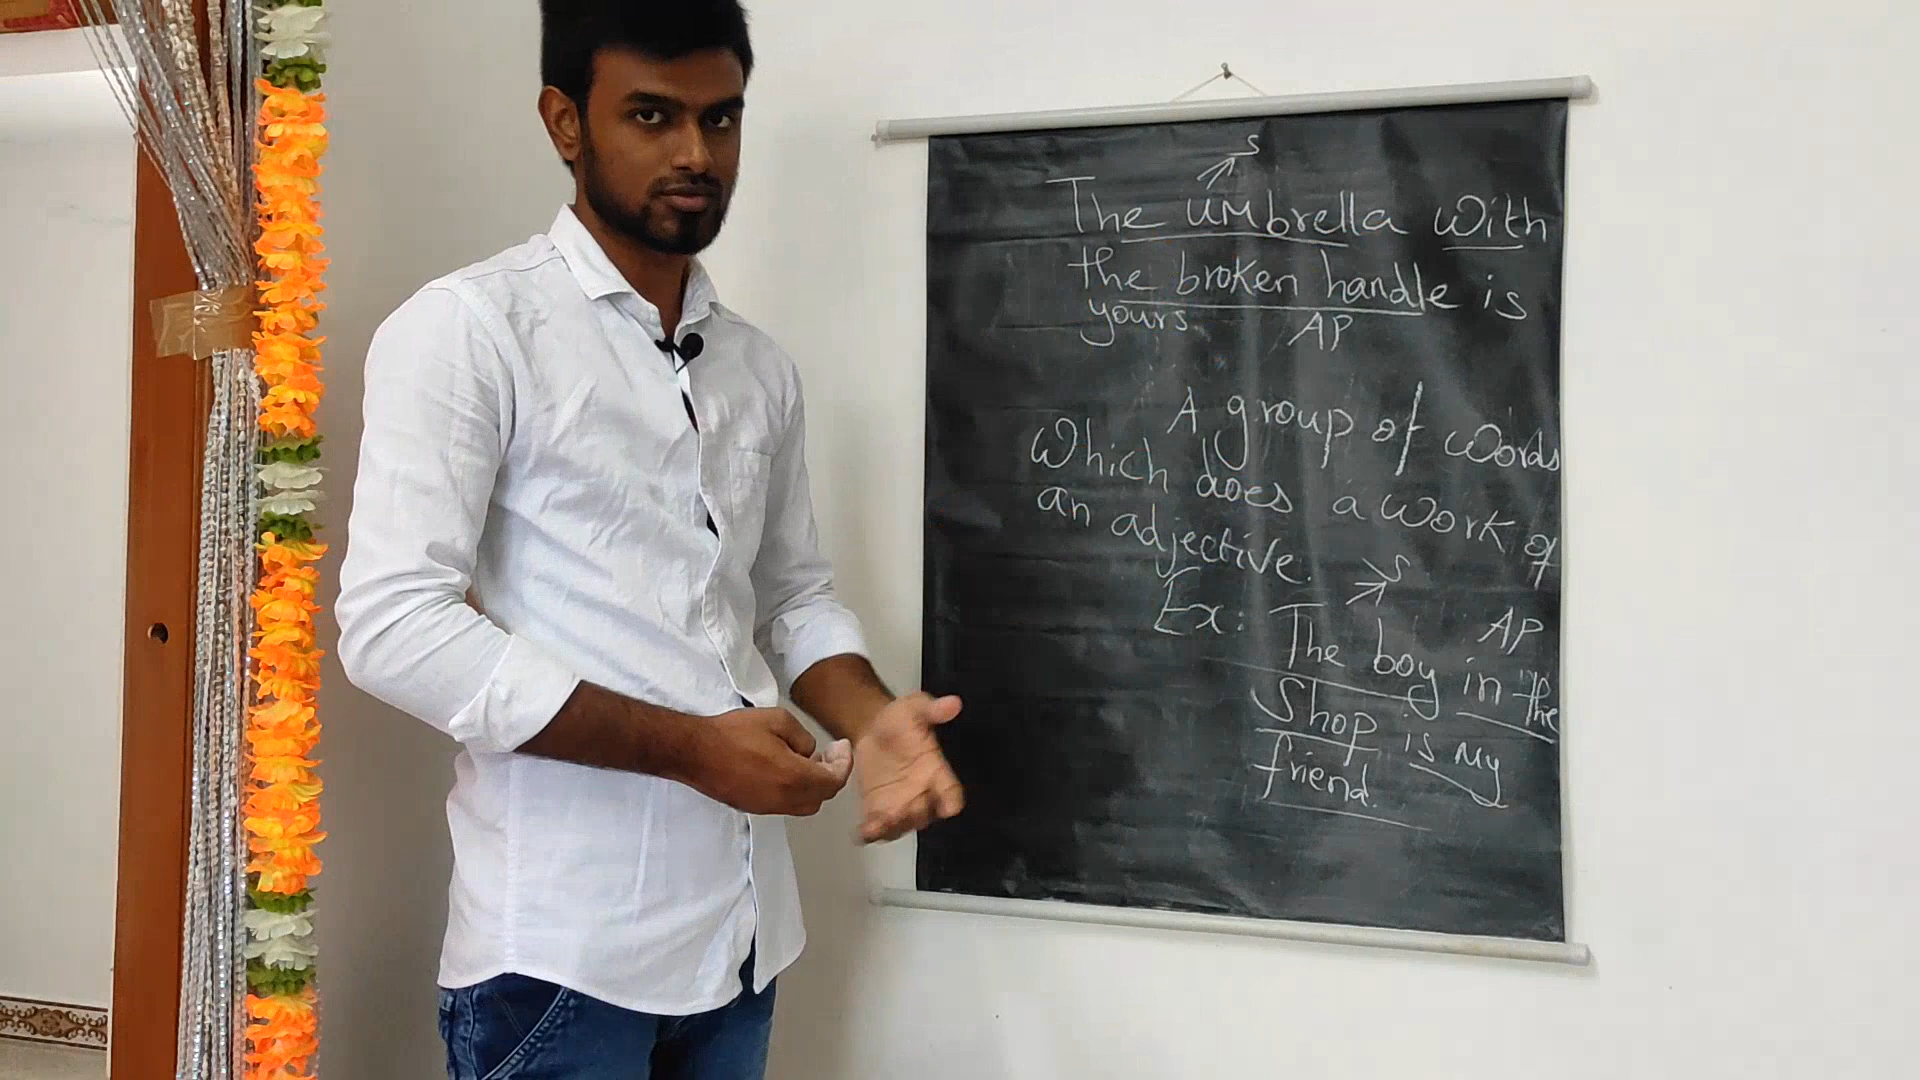 S
The umbrella with
the broken handle is
yours AP
A group of words
Which does a work of
an adjective.
S
AP
Ex: The boy in the
Shop is my
friend.